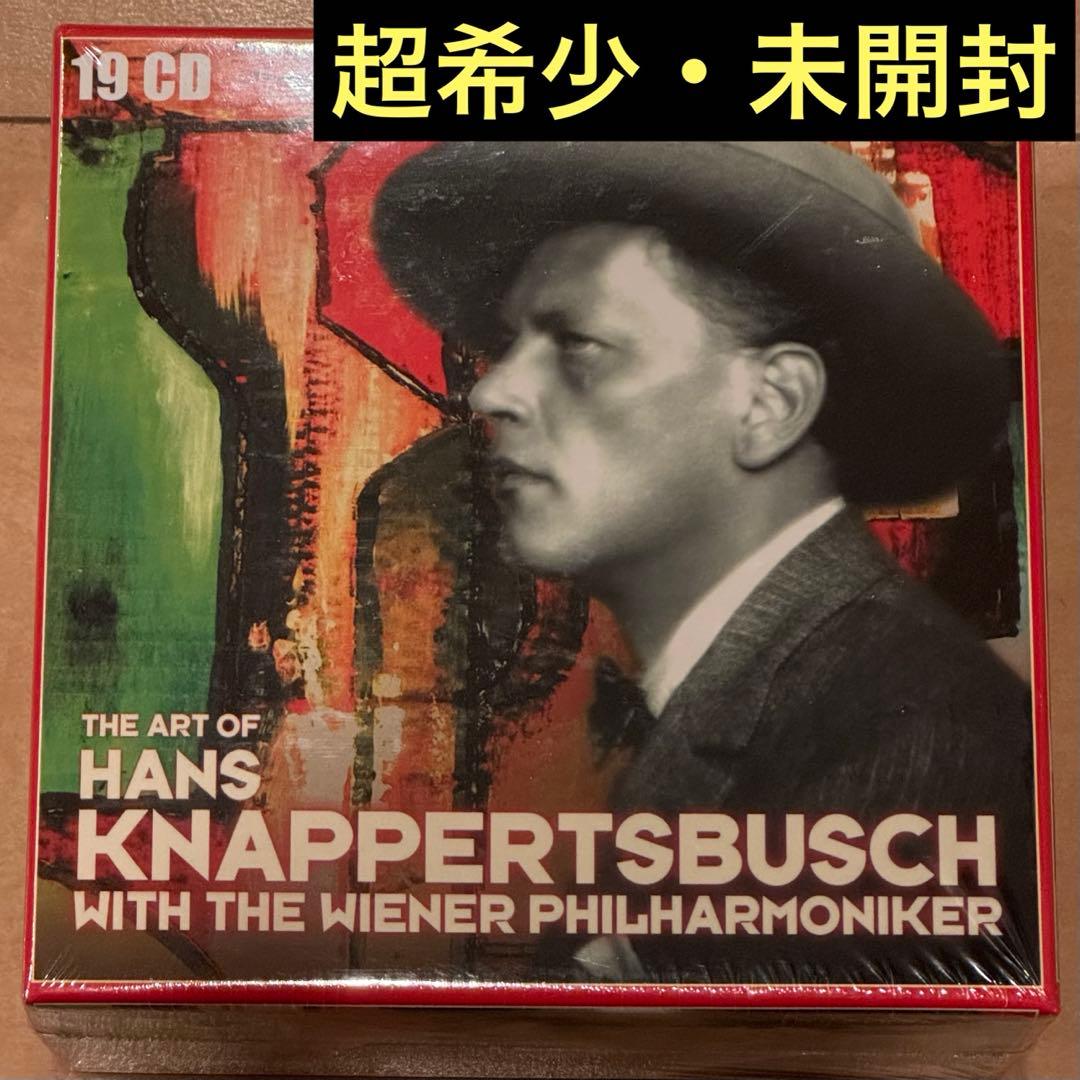 超希少・未開封
19 CD
THE ART OF
HANS
KNAPPERTSBUSCH
WITH THE WIENER PHILHARMONIKER